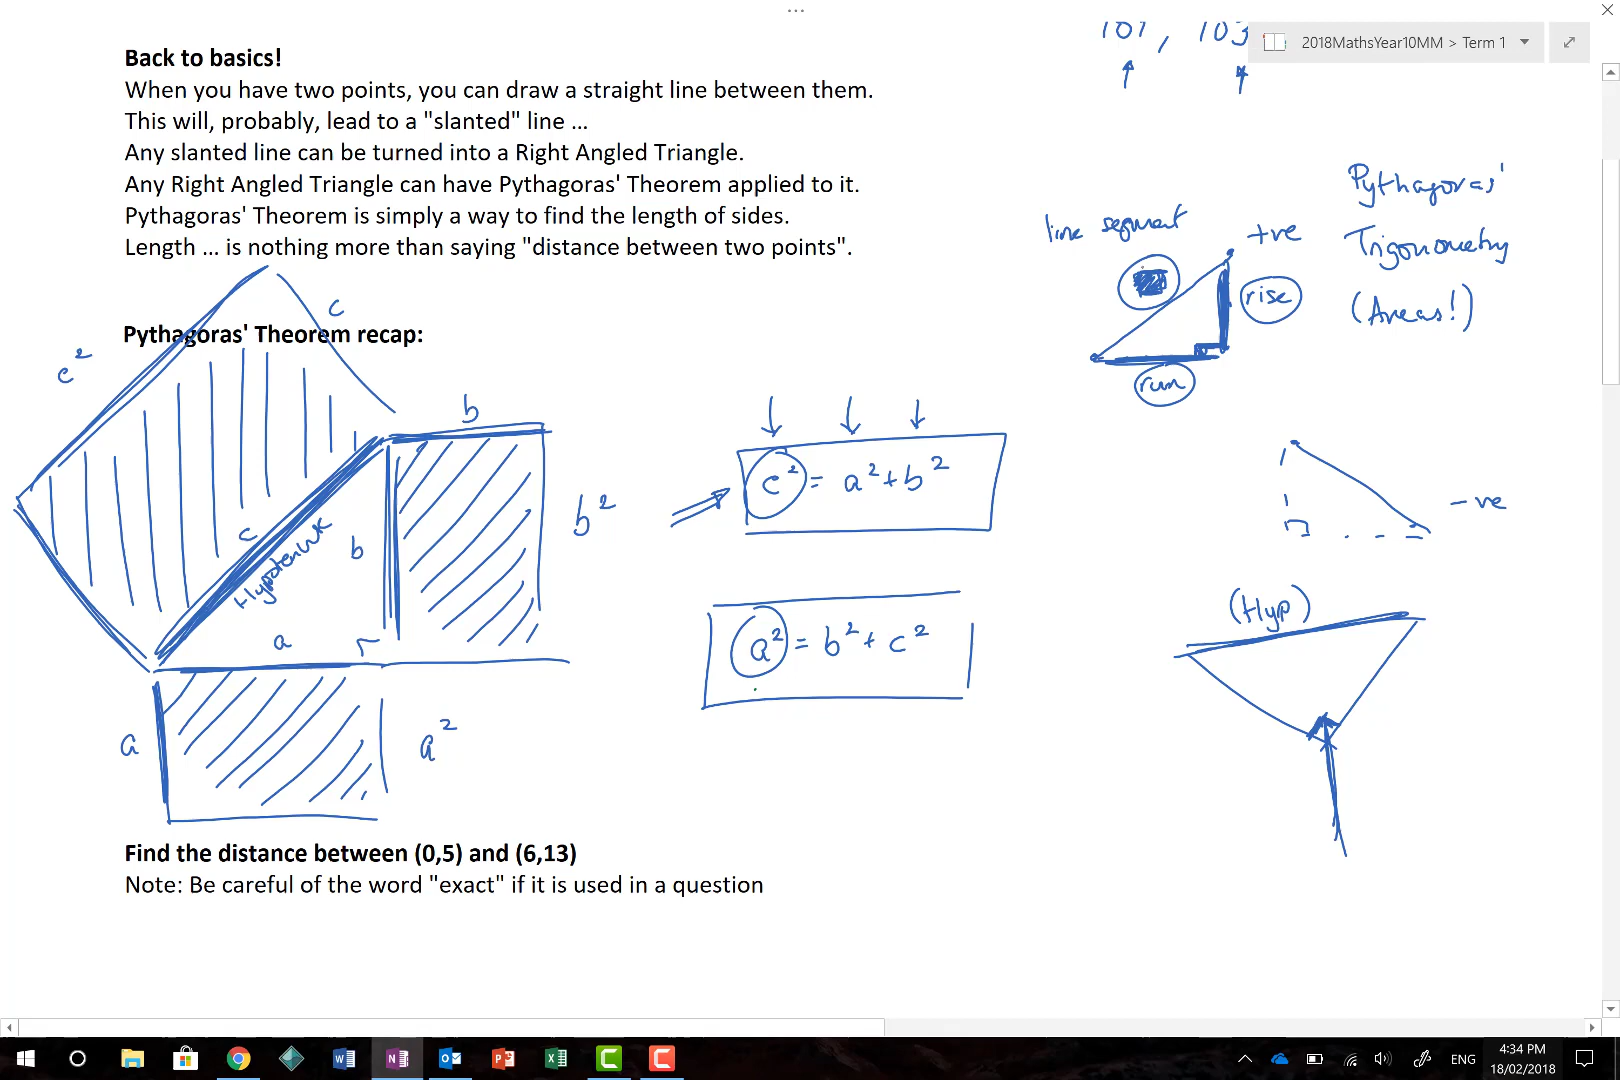 ...
101, 103
2018MathsYear10MM > Term 1
Back to basics!
When you have two points, you can draw a straight line between them.
This will, probably, lead to a "slanted" line ...
Any slanted line can be turned into a Right Angled Triangle.
Any Right Angled Triangle can have Pythagoras' Theorem applied to it.
Pythagoras' Theorem is simply a way to find the length of sides.
Length ... is nothing more than saying "distance between two points".
Pythagoras'
Trigonometry
(Areas!)
line segment
+ve
rise
run
Pythagoras' Theorem recap:
c
c²
b
c² = a² + b²
b²
c
Hypotenuse
b
a
-ve
(Hyp)
a² = b² + c²
a
a²
Find the distance between (0,5) and (6,13)
Note: Be careful of the word "exact" if it is used in a question
ENG
4:34 PM
18/02/2018